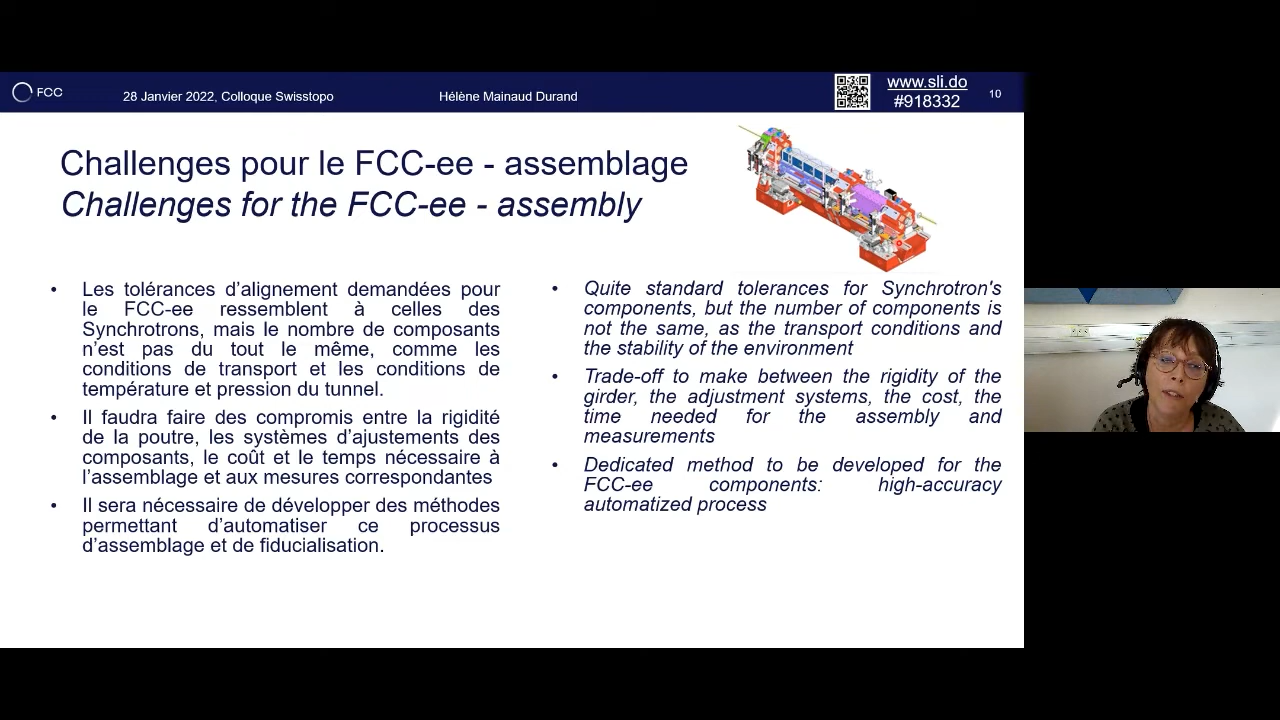 FCC
28 Janvier 2022, Colloque Swisstopo
Hélène Mainaud Durand
www.sli.do
#918332
10
Challenges pour le FCC-ee - assemblage
Challenges for the FCC-ee - assembly
• Les tolérances d’alignement demandées pour
le FCC-ee ressemblent à celles des
Synchrotrons, mais le nombre de composants
n’est pas du tout le même, comme les
conditions de transport et les conditions de
température et pression du tunnel.
• Il faudra faire des compromis entre la rigidité
de la poutre, les systèmes d’ajustements des
composants, le coût et le temps nécessaire à
l’assemblage et aux mesures correspondantes
• Il sera nécessaire de développer des méthodes
permettant d’automatiser ce processus
d’assemblage et de fiducialisation.
• Quite standard tolerances for Synchrotron's
components, but the number of components is
not the same, as the transport conditions and
the stability of the environment
• Trade-off to make between the rigidity of the
girder, the adjustment systems, the cost, the
time needed for the assembly and
measurements
• Dedicated method to be developed for the
FCC-ee components: high-accuracy
automatized process